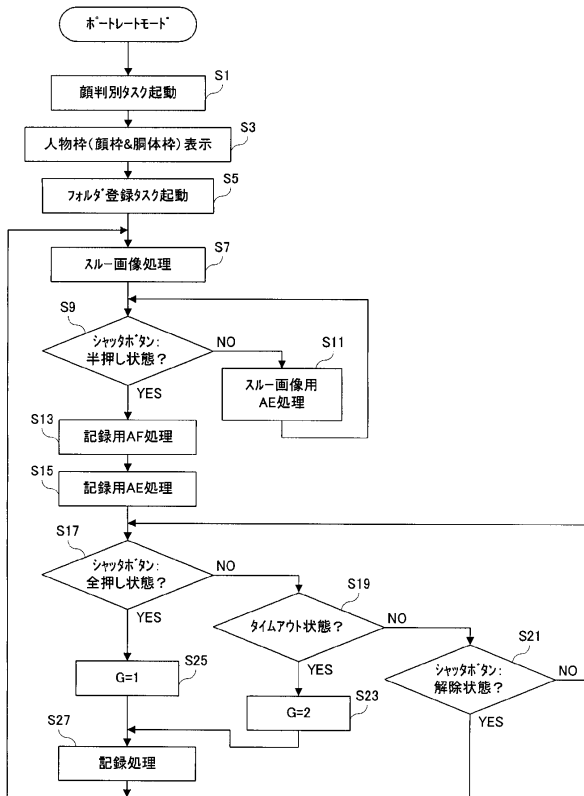 ﾎﾟｰﾄﾚｰﾄﾓｰﾄﾞ
S1
顔判別ﾀｽｸ起動
S3
人物枠(顔枠&胴体枠)表示
S5
ﾌｫﾙﾀﾞ登録ﾀｽｸ起動
S7
スルー画像処理
S9
ｼｬｯﾀﾎﾞﾀﾝ:
半押し状態?
NO
YES
S11
スルー画像用
AE処理
S13
記録用AF処理
S15
記録用AE処理
S17
ｼｬｯﾀﾎﾞﾀﾝ:
全押し状態?
NO
YES
S19
ﾀｲﾑｱｳﾄ状態?
NO
YES
S21
ｼｬｯﾀﾎﾞﾀﾝ:
解除状態?
NO
YES
S25
G=1
S23
G=2
S27
記録処理